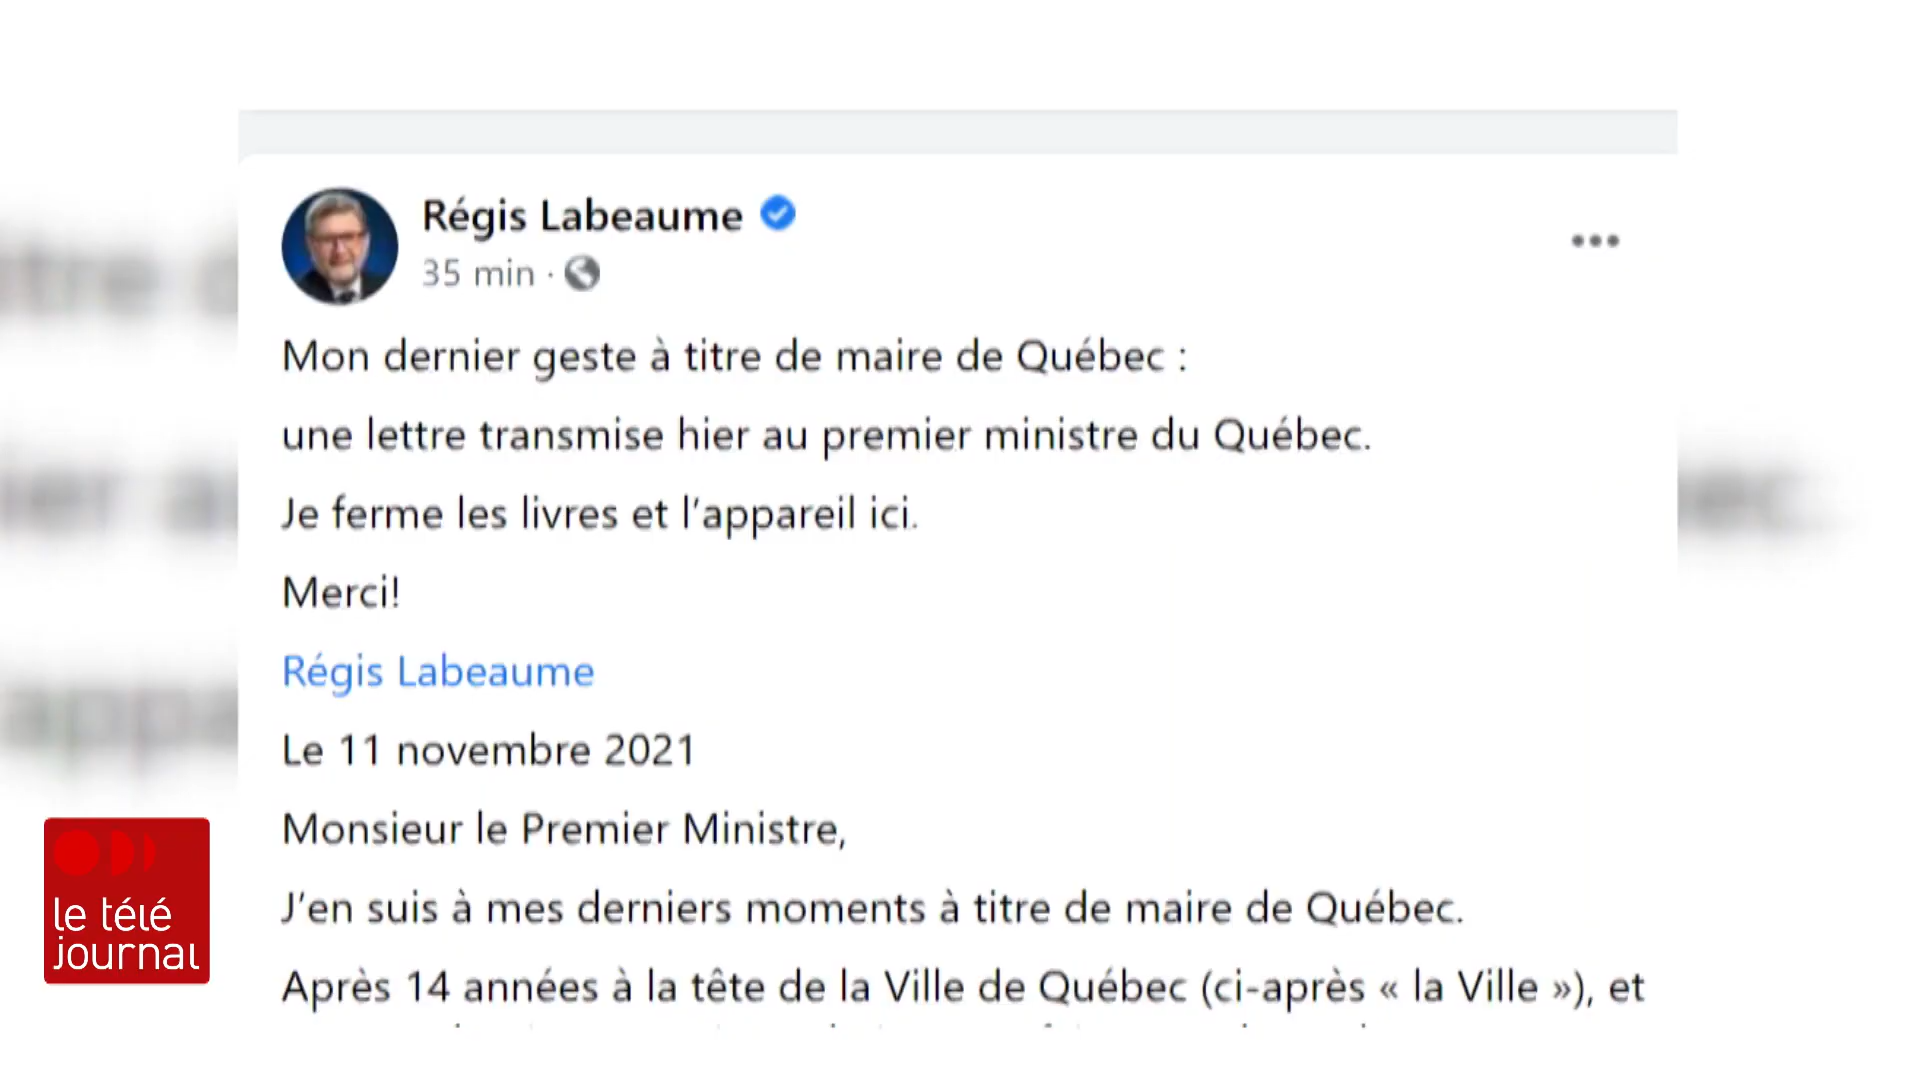 Régis Labeaume
35 min ·
Mon dernier geste à titre de maire de Québec :
une lettre transmise hier au premier ministre du Québec.
Je ferme les livres et l’appareil ici.
Merci!
Régis Labeaume
Le 11 novembre 2021
Monsieur le Premier Ministre,
J’en suis à mes derniers moments à titre de maire de Québec.
Après 14 années à la tête de la Ville de Québec (ci-après « la Ville »), et
le télé
journal